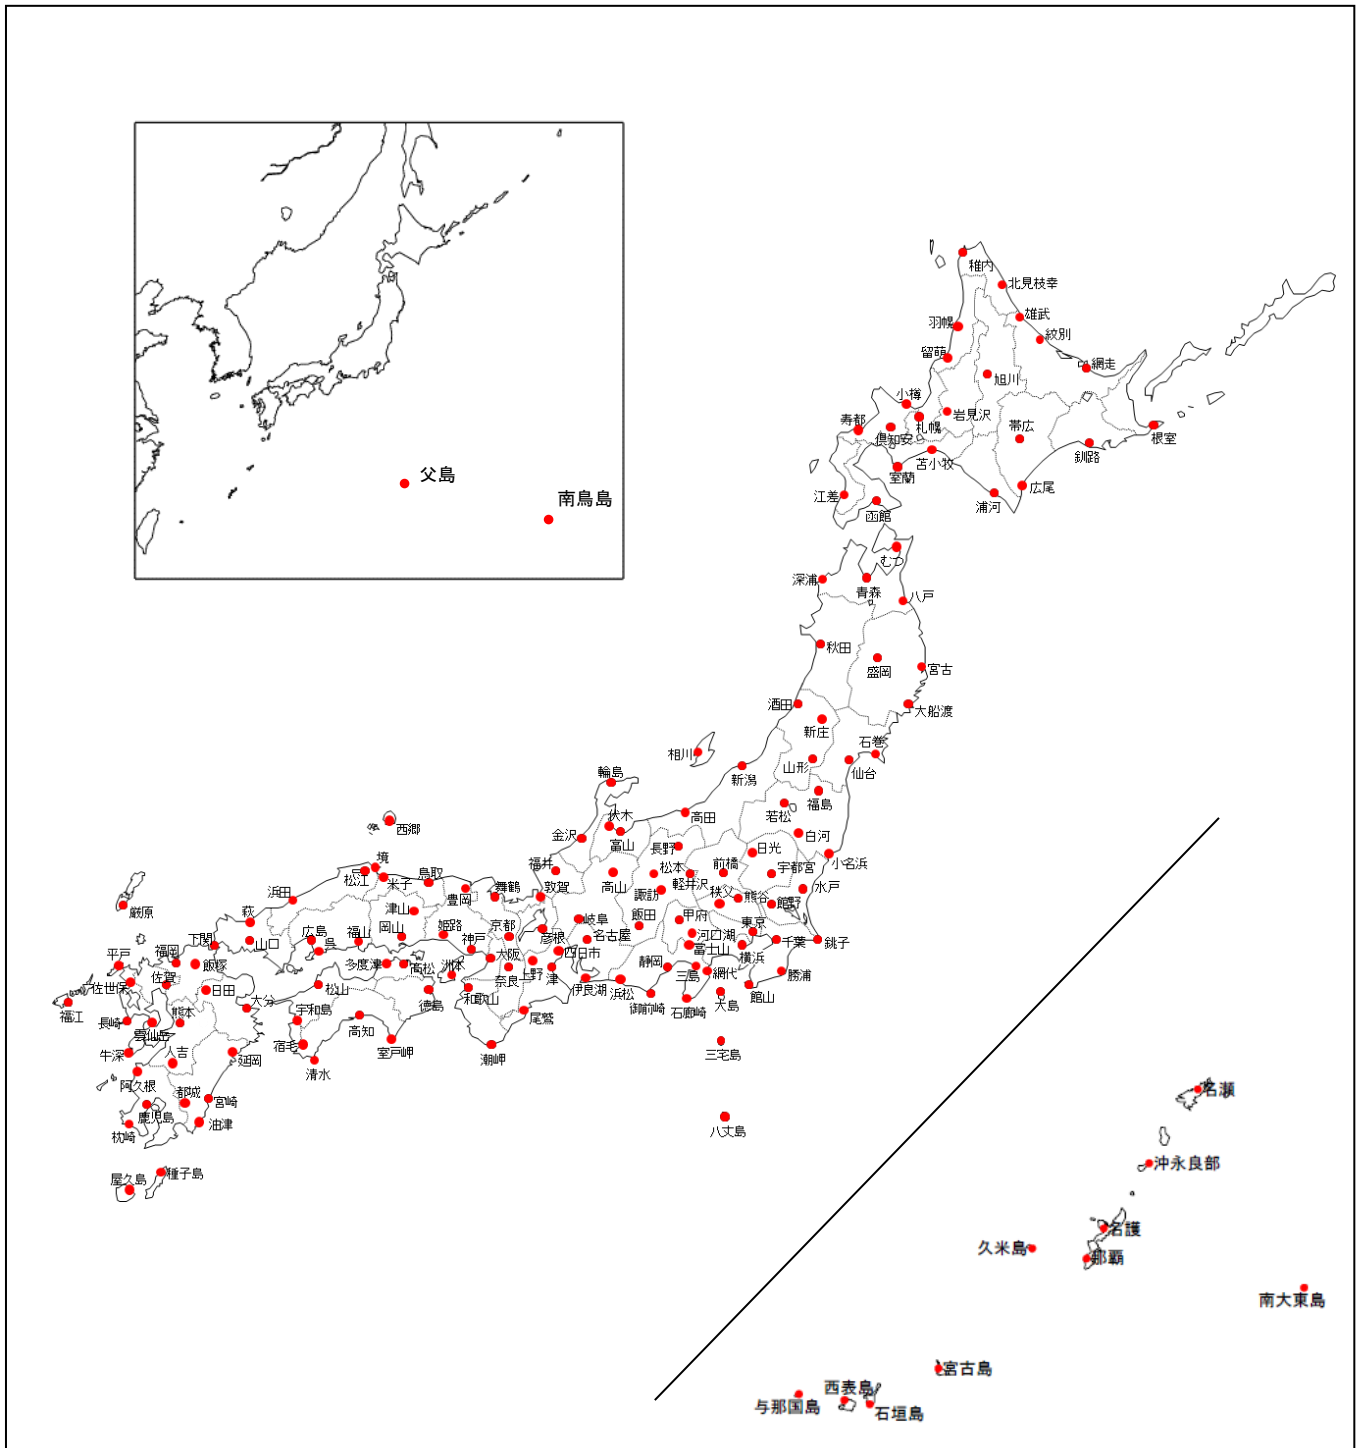 父島
南鳥島
稚内
北見枝幸
雄武
羽幌
紋別
留萌
網走
旭川
小樽
岩見沢
寿都
札幌
倶知安
帯広
根室
釧路
苫小牧
室蘭
広尾
江差
浦河
函館
むつ
深浦
青森
八戸
秋田
盛岡
宮古
酒田
大船渡
新庄
石巻
相川
山形
仙台
新潟
輪島
福島
若松
伏木
高田
西郷
金沢
富山
白河
長野
日光
小名浜
境
福井
松本
前橋
宇都宮
松江
米子
鳥取
高山
軽井沢
水戸
舞鶴
敦賀
諏訪
秩父
熊谷
浜田
豊岡
館野
厳原
萩
津山
岐阜
飯田
甲府
広島
福山
岡山
姫路
京都
彦根
名古屋
河口湖
東京
千葉
銚子
下関
山口
呉
神戸
富士山
横浜
平戸
福岡
飯塚
多度津
高松
洲本
大阪
上野
四日市
津
静岡
三島
網代
勝浦
佐世保
佐賀
日田
松山
徳島
和歌山
奈良
伊良湖
浜松
御前崎
石廊崎
大島
館山
福江
大分
長崎
雲仙岳
熊本
宇和島
高知
尾鷲
牛深
人吉
延岡
宿毛
室戸岬
潮岬
三宅島
清水
阿久根
都城
宮崎
鹿児島
枕崎
油津
八丈島
屋久島
種子島
名瀬
沖永良部
名護
久米島
那覇
南大東島
宮古島
西表島
与那国島
石垣島